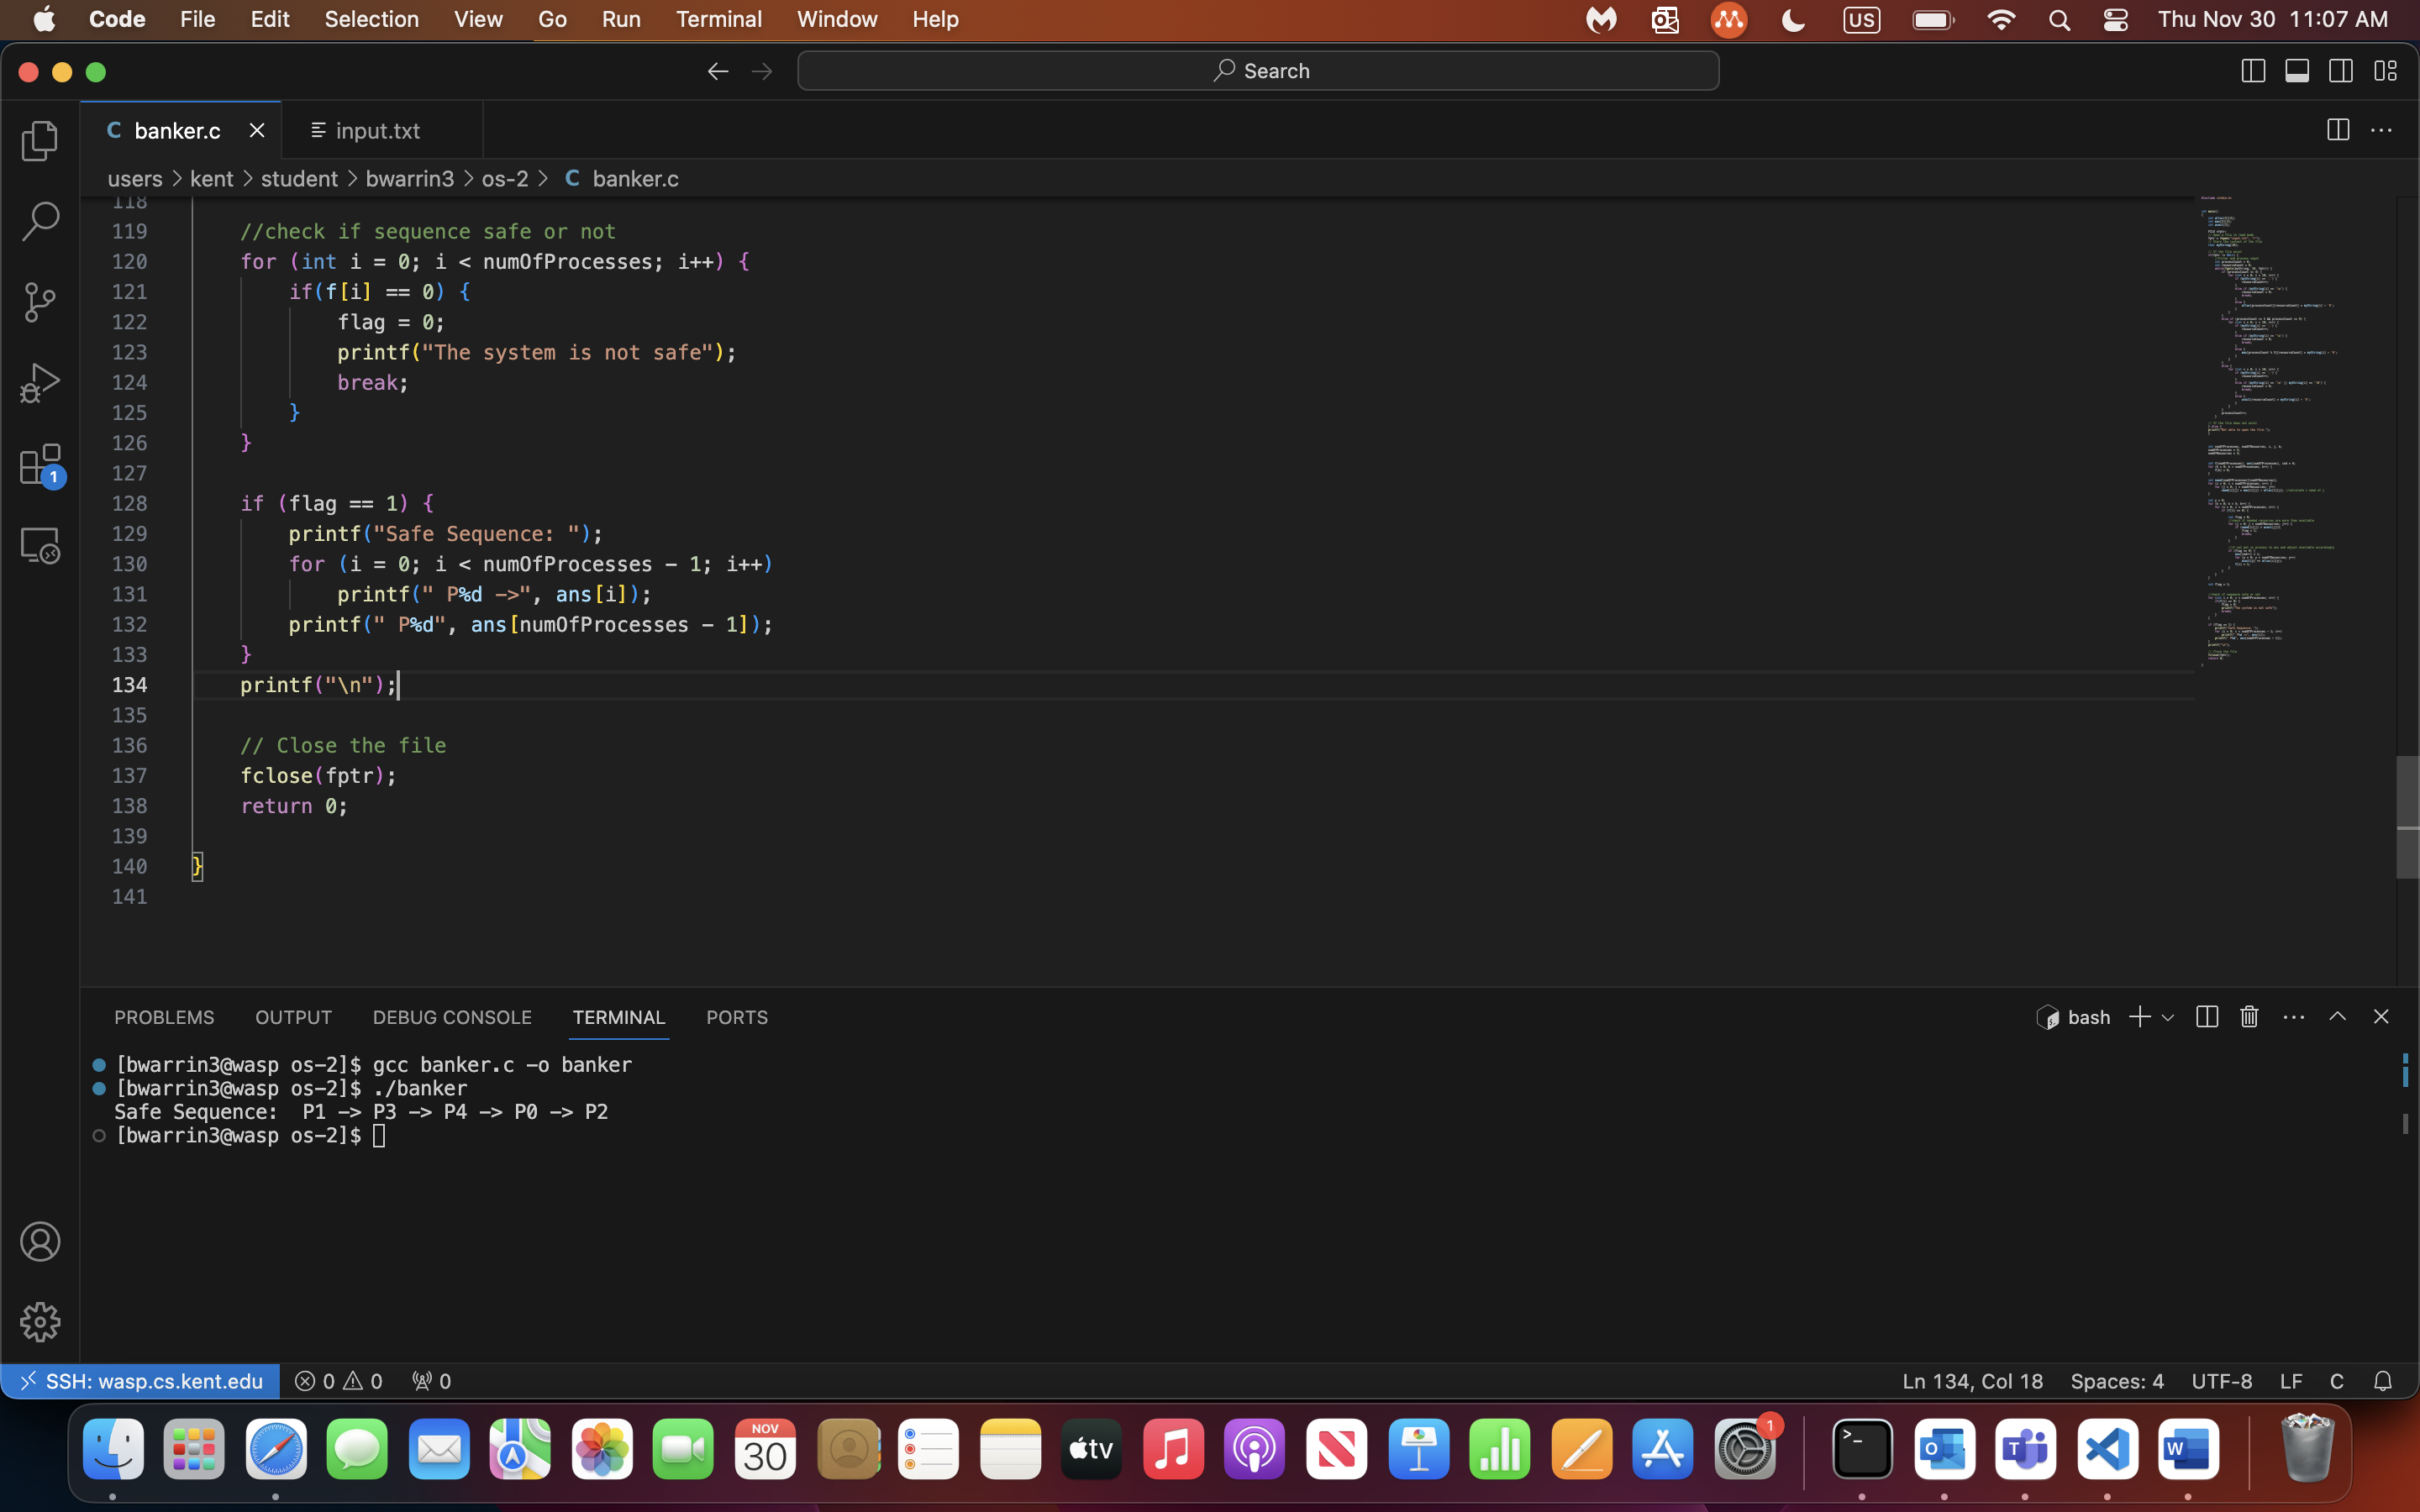 Code File Edit Selection View Go Run Terminal Window Help US Thu Nov 30 11:07 AM
Search
C banker.c input.txt
users > kent > student > bwarrin3 > os-2 > C banker.c
118
119 //check if sequence safe or not
120 for (int i = 0; i < numOfProcesses; i++) {
121 if(f[i] == 0) {
122 flag = 0;
123 printf("The system is not safe");
124 break;
125 }
126 }
127
128 if (flag == 1) {
129 printf("Safe Sequence: ");
130 for (i = 0; i < numOfProcesses - 1; i++)
131 printf(" P%d ->", ans[i]);
132 printf(" P%d", ans[numOfProcesses - 1]);
133 }
134 printf("\n");
135
136 // Close the file
137 fclose(fptr);
138 return 0;
139
140 }
141
1
PROBLEMS OUTPUT DEBUG CONSOLE TERMINAL PORTS bash
[bwarrin3@wasp os-2]$ gcc banker.c -o banker
[bwarrin3@wasp os-2]$ ./banker
Safe Sequence:  P1 -> P3 -> P4 -> P0 -> P2
[bwarrin3@wasp os-2]$
SSH: wasp.cs.kent.edu 0 0 0 Ln 134, Col 18 Spaces: 4 UTF-8 LF C
NOV
30
tv
1